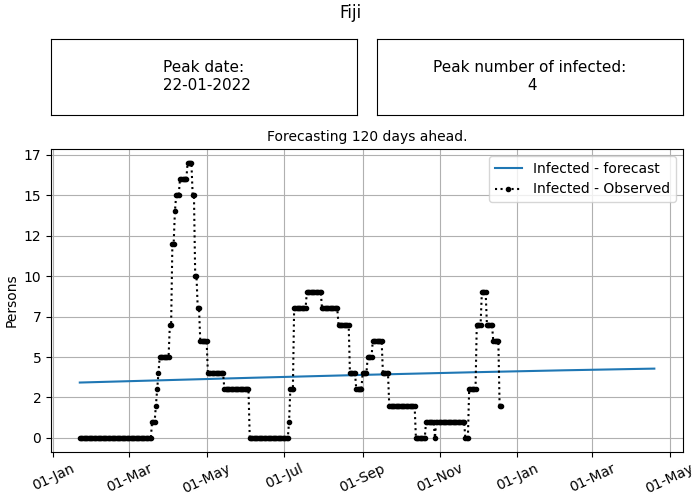 Fiji
Peak date:
22-01-2022
Peak number of infected:
4
Forecasting 120 days ahead.
Infected - forecast
Infected - Observed
Persons
17
15
12
10
7
5
2
0
01-Jan
01-Mar
01-May
01-Jul
01-Sep
01-Nov
01-Jan
01-Mar
01-May